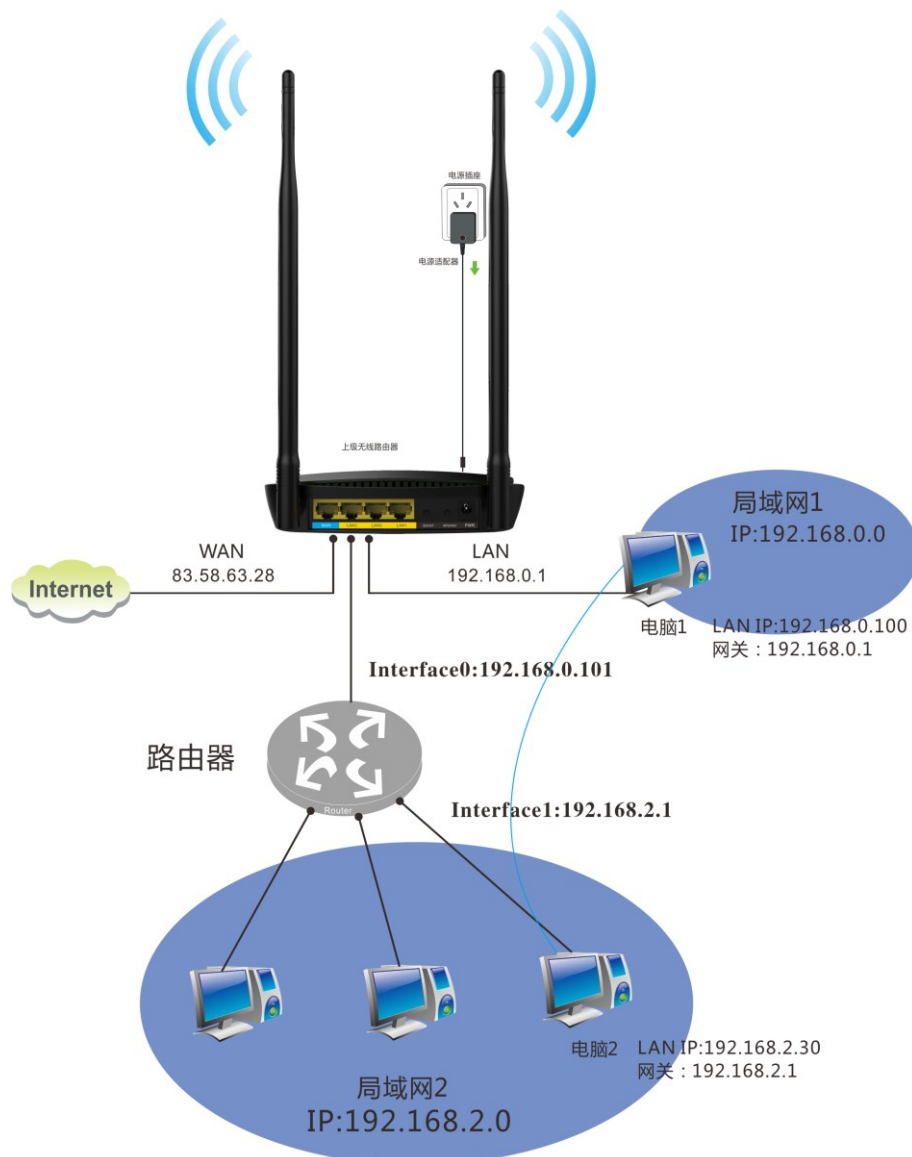 电源插座
电源适配器
上级无线路由器
PWR
局域网1
IP:192.168.0.0
WAN
83.58.63.28
LAN
192.168.0.1
Internet
电脑1 LAN IP:192.168.0.100
网关：192.168.0.1
Interface0:192.168.0.101
路由器
Router
Interface1:192.168.2.1
电脑2 LAN IP:192.168.2.30
网关：192.168.2.1
局域网2
IP:192.168.2.0